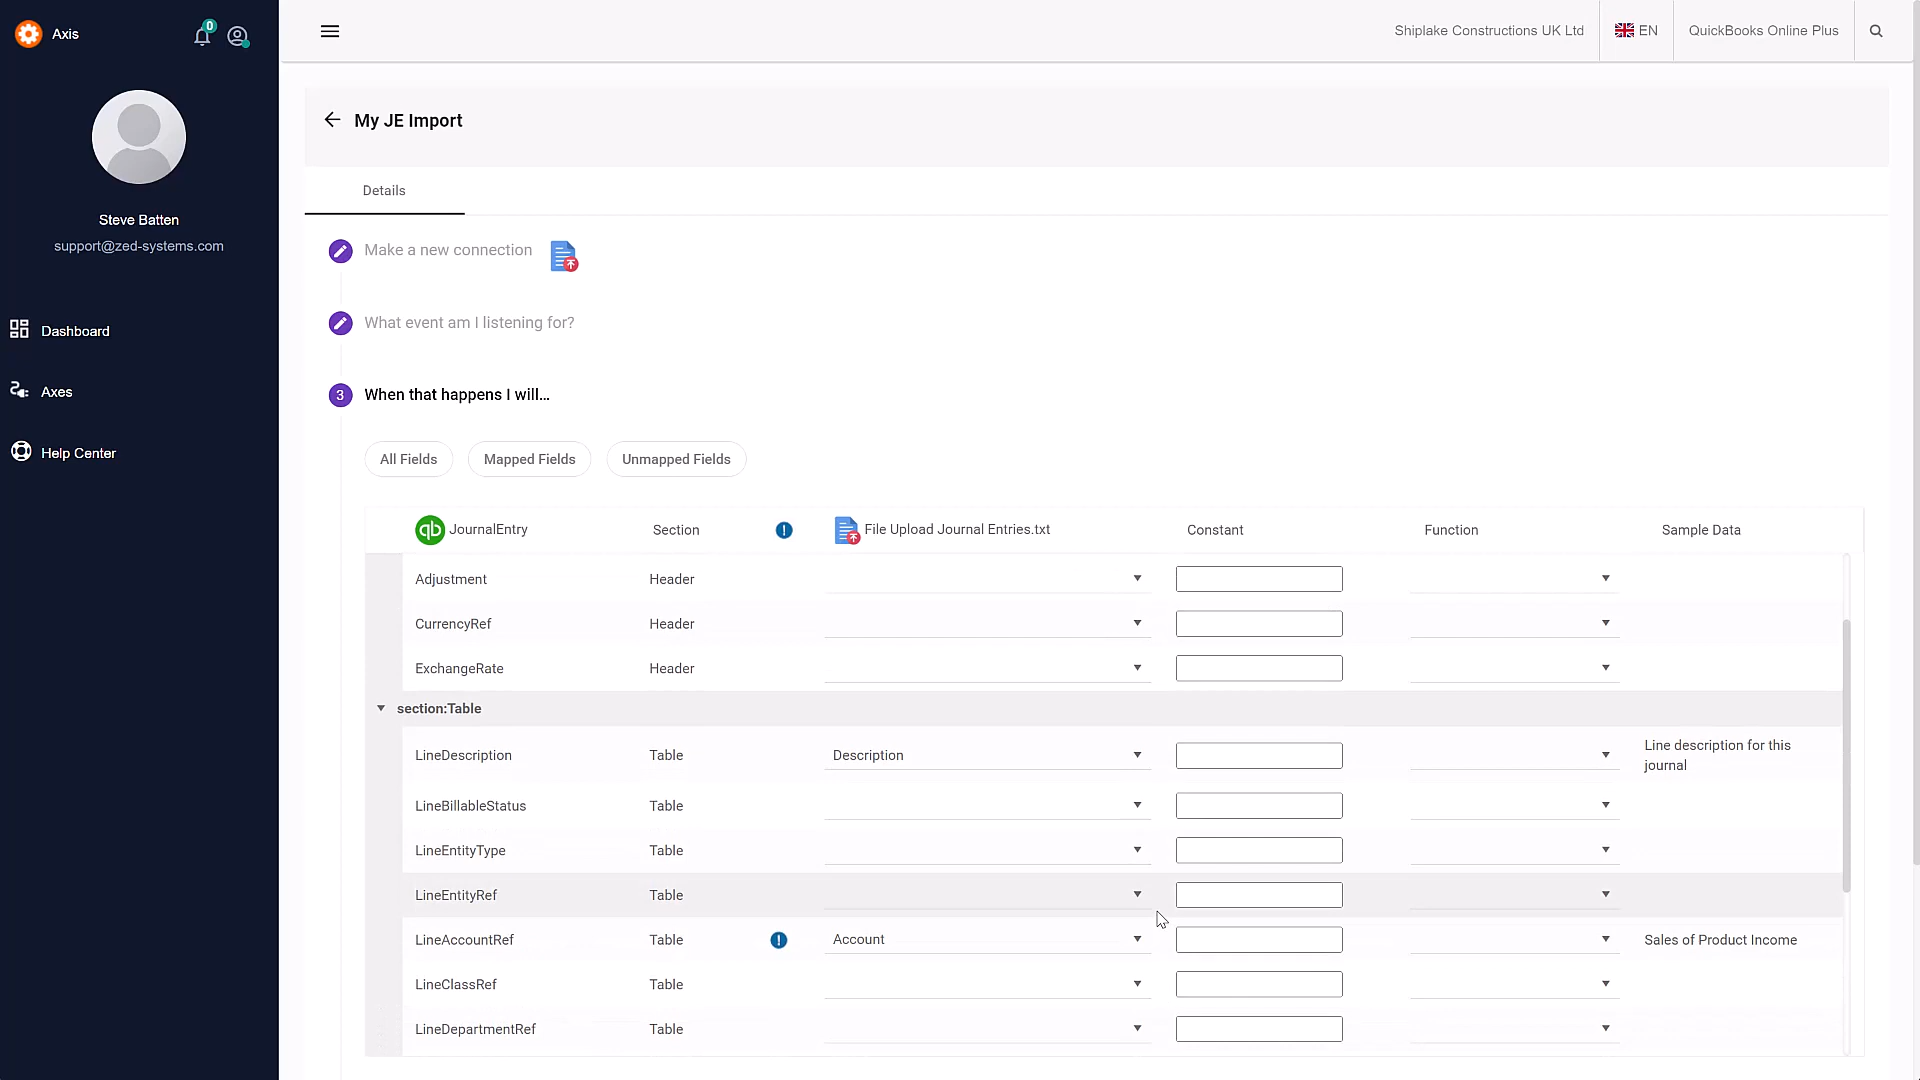 Axis
0
Steve Batten
support@zed-systems.com
Dashboard
Axes
Help Center
Shiplake Constructions UK Ltd
EN
QuickBooks Online Plus
My JE Import
Details
Make a new connection
What event am I listening for?
3 When that happens I will...
All Fields Mapped Fields Unmapped Fields
qb JournalEntry Section ! File Upload Journal Entries.txt Constant Function Sample Data
Adjustment Header
CurrencyRef Header
ExchangeRate Header
section:Table
LineDescription Table Description Line description for this
journal
LineBillableStatus Table
LineEntityType Table
LineEntityRef Table
LineAccountRef Table ! Account Sales of Product Income
LineClassRef Table
LineDepartmentRef Table